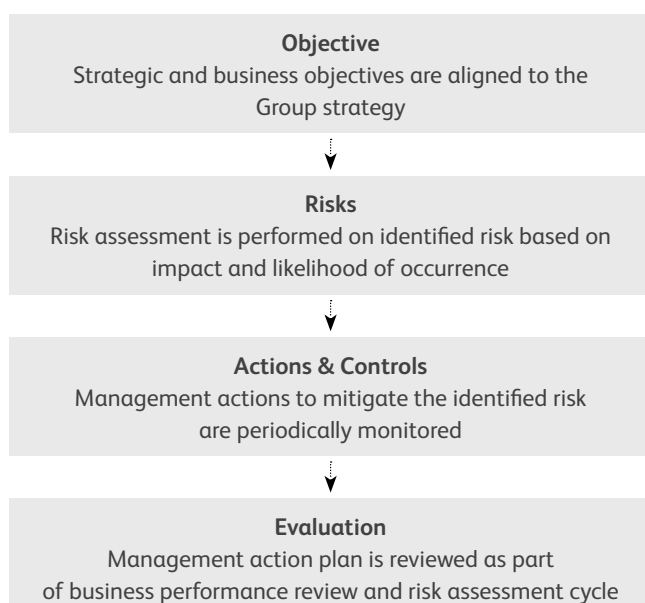 Objective
Strategic and business objectives are aligned to the
Group strategy
Risks
Risk assessment is performed on identified risk based on
impact and likelihood of occurrence
Actions & Controls
Management actions to mitigate the identified risk
are periodically monitored
Evaluation
Management action plan is reviewed as part
of business performance review and risk assessment cycle